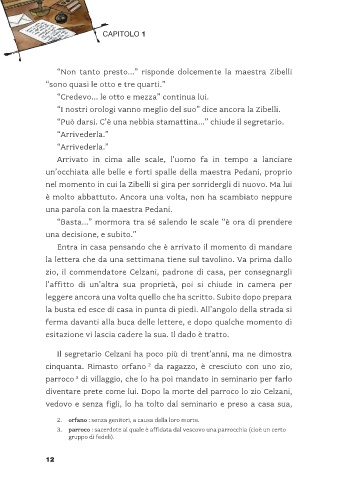 CAPITOLO 1
“Non tanto presto...” risponde dolcemente la maestra Zibelli
“sono quasi le otto e tre quarti.”
“Credevo... le otto e mezza” continua lui.
“I nostri orologi vanno meglio del suo” dice ancora la Zibelli.
“Può darsi. C’è una nebbia stamattina...” chiude il segretario.
“Arrivederla.”
“Arrivederla.”
Arrivato in cima alle scale, l’uomo fa in tempo a lanciare
un’occhiata alle belle e forti spalle della maestra Pedani, proprio
nel momento in cui la Zibelli si gira per sorridergli di nuovo. Ma lui
è molto abbattuto. Ancora una volta, non ha scambiato neppure
una parola con la maestra Pedani.
“Basta...” mormora tra sé salendo le scale “è ora di prendere
una decisione, e subito.”
Entra in casa pensando che è arrivato il momento di mandare
la lettera che da una settimana tiene sul tavolino. Va prima dallo
zio, il commendatore Celzani, padrone di casa, per consegnargli
l’affitto di un’altra sua proprietà, poi si chiude in camera per
leggere ancora una volta quello che ha scritto. Subito dopo prepara
la busta ed esce di casa in punta di piedi. All’angolo della strada si
ferma davanti alla buca delle lettere, e dopo qualche momento di
esitazione vi lascia cadere la sua. Il dado è tratto.
Il segretario Celzani ha poco più di trent’anni, ma ne dimostra
cinquanta. Rimasto orfano 2 da ragazzo, è cresciuto con uno zio,
parroco 3 di villaggio, che lo ha poi mandato in seminario per farlo
diventare prete come lui. Dopo la morte del parroco lo zio Celzani,
vedovo e senza figli, lo ha tolto dal seminario e preso a casa sua,
2. orfano : senza genitori, a causa della loro morte.
3. parroco : sacerdote al quale è affidata dal vescovo una parrocchia (cioè un certo
gruppo di fedeli).
12